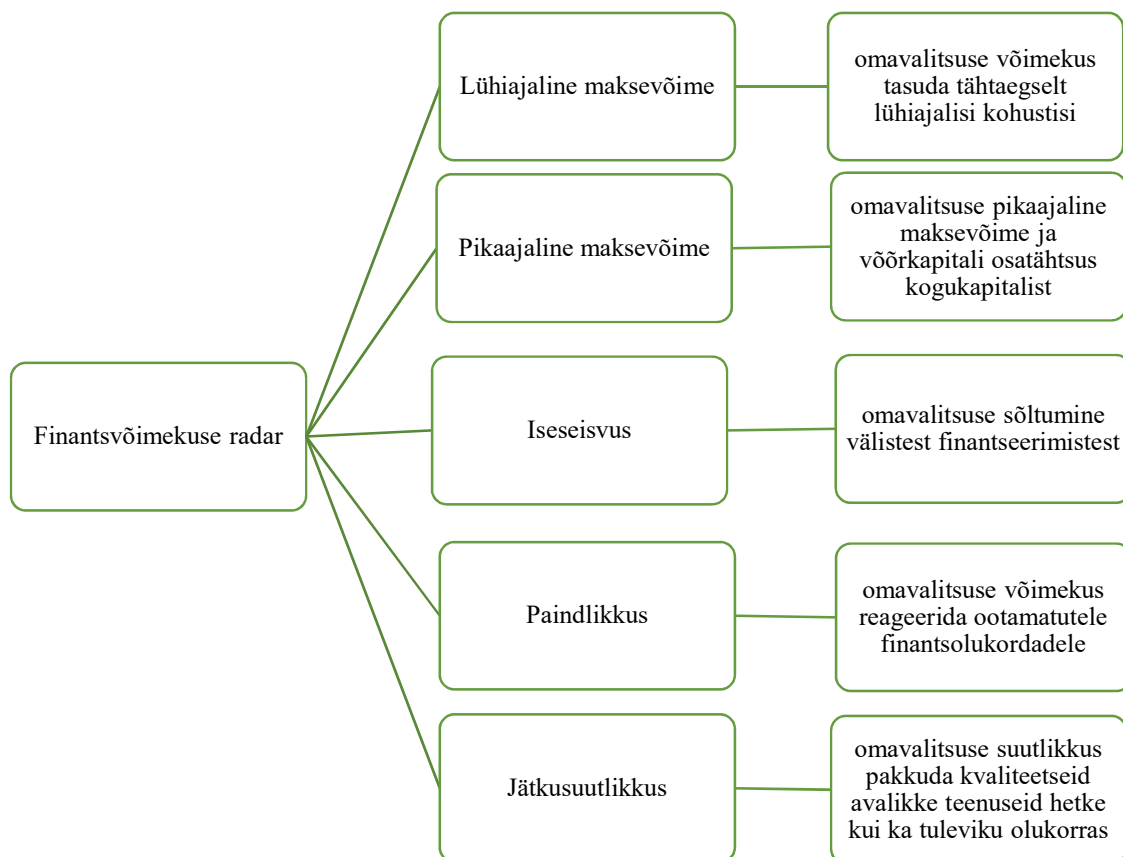 Finantsvõimekuse radar
Lühiajaline maksevõime
omavalitsuse võimekus
tasuda tähtaegselt
lühiajalisi kohustisi
Pikaajaline maksevõime
omavalitsuse pikaajaline
maksevõime ja
võõrkapitali osatähtsus
kogukapitalist
Iseseisvus
omavalitsuse sõltumine
välistest finantseerimistest
Paindlikkus
omavalitsuse võimekus
reageerida ootamatutele
finantsolukordadele
Jätkusuutlikkus
omavalitsuse suutlikkus
pakkuda kvaliteetseid
avalikke teenuseid hetke
kui ka tuleviku olukorras